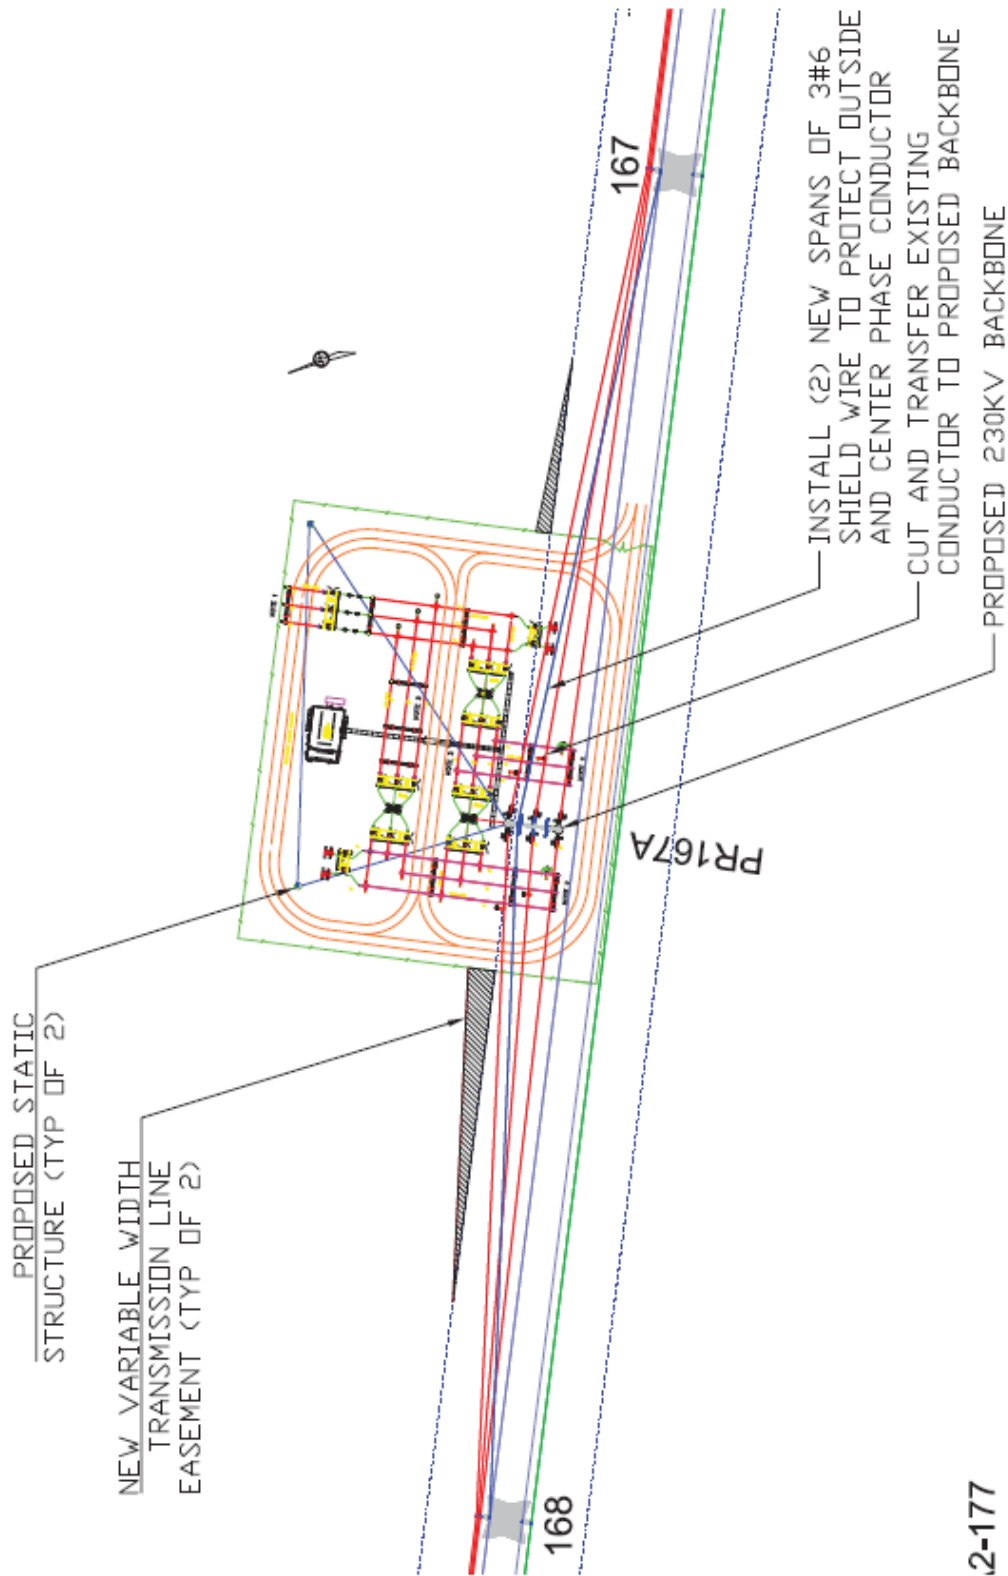 PROPOSED STATIC
STRUCTURE (TYP OF 2)
NEW VARIABLE WIDTH
TRANSMISSION LINE
EASEMENT (TYP OF 2)
168
167
PR167A
INSTALL (2) NEW SPANS OF 3#6
SHIELD WIRE TO PROTECT OUTSIDE
AND CENTER PHASE CONDUCTOR
CUT AND TRANSFER EXISTING
CONDUCTOR TO PROPOSED BACKBONE
PROPOSED 230KV BACKBONE
2-177